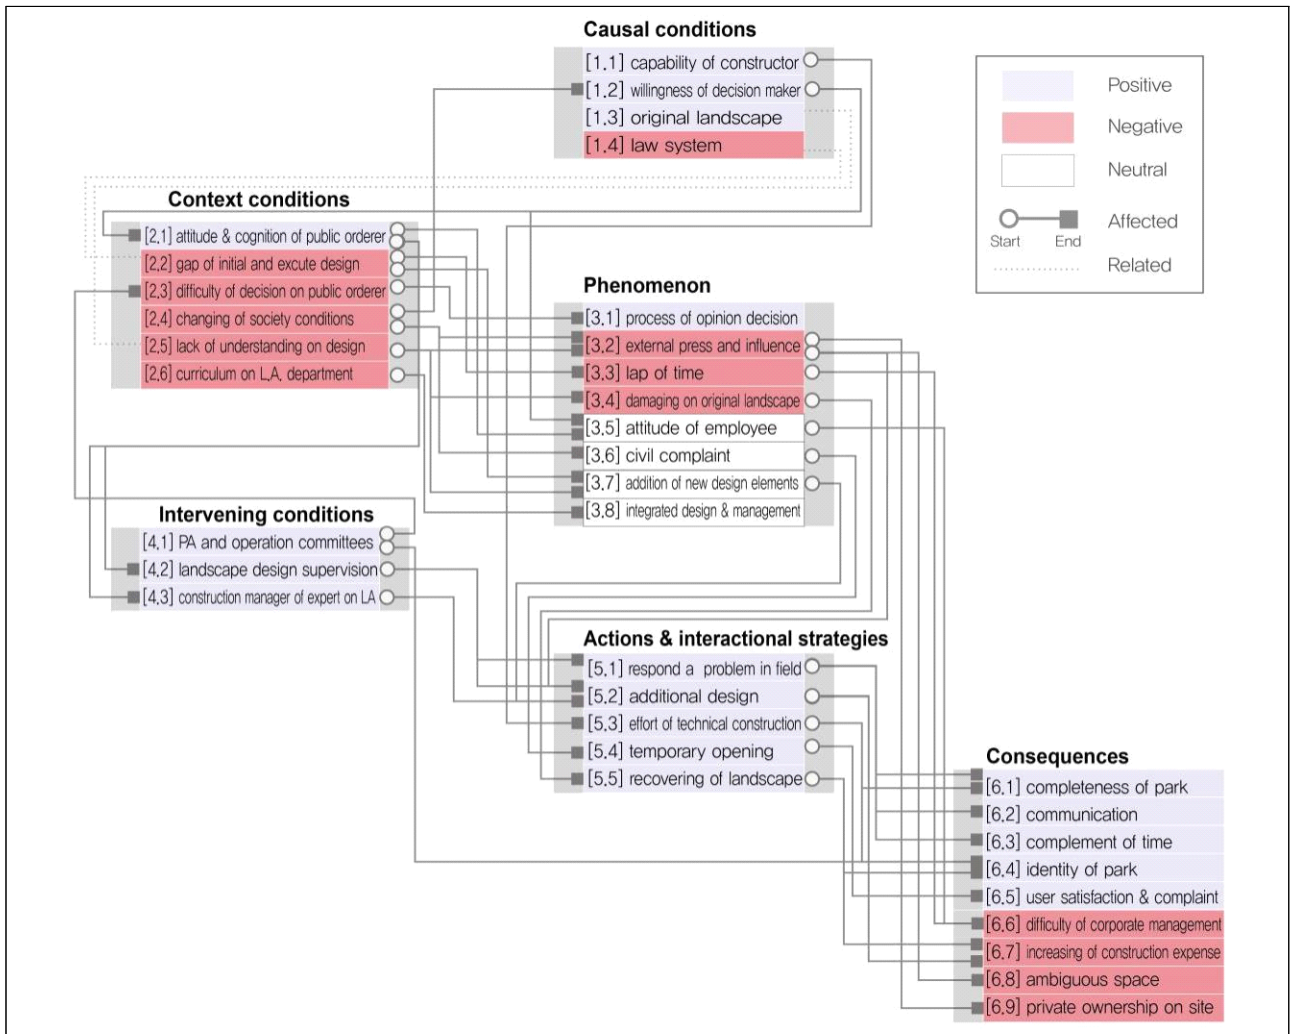 Causal conditions
[1.1] capability of constructor
[1.2] willingness of decision maker
[1.3] original landscape
[1.4] law system
Positive
Negative
Neutral
Affected
Start End
Related
Context conditions
[2.1] attitude & cognition of public orderer
[2.2] gap of initial and excute design
[2.3] difficulty of decision on public orderer
[2.4] changing of society conditions
[2.5] lack of understanding on design
[2.6] curriculum on L.A. department
Phenomenon
[3.1] process of opinion decision
[3.2] external press and influence
[3.3] lap of time
[3.4] damaging on original landscape
[3.5] attitude of employee
[3.6] civil complaint
[3.7] addition of new design elements
[3.8] integrated design & management
Intervening conditions
[4.1] PA and operation committees
[4.2] landscape design supervision
[4.3] construction manager of expert on LA
Actions & interactional strategies
[5.1] respond a problem in field
[5.2] additional design
[5.3] effort of technical construction
[5.4] temporary opening
[5.5] recovering of landscape
Consequences
[6.1] completeness of park
[6.2] communication
[6.3] complement of time
[6.4] identity of park
[6.5] user satisfaction & complaint
[6.6] difficulty of corporate management
[6.7] increasing of construction expense
[6.8] ambiguous space
[6.9] private ownership on site